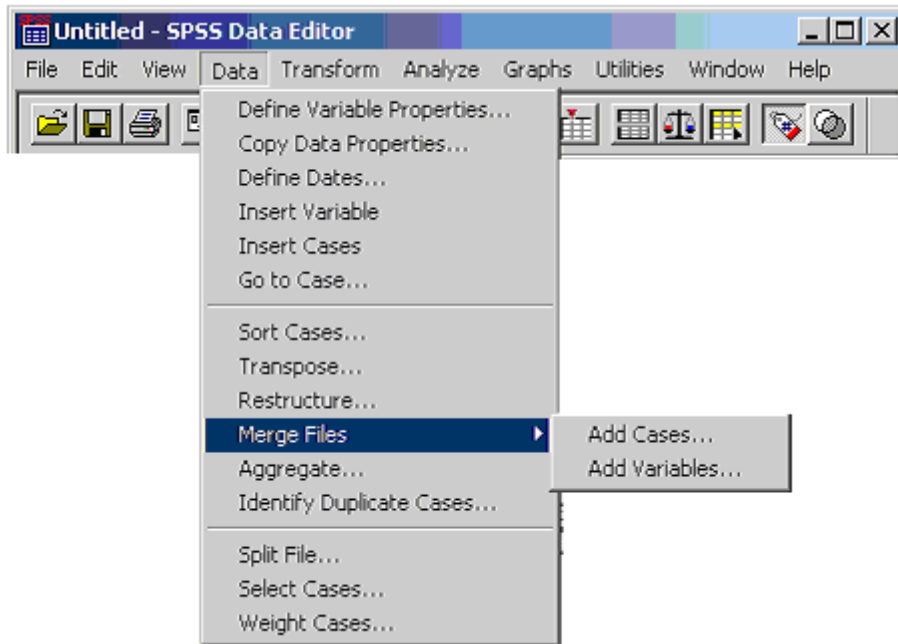 SPSS
Untitled - SPSS Data Editor
File Edit View Data Transform Analyze Graphs Utilities Window Help
Define Variable Properties...
Copy Data Properties...
Define Dates...
Insert Variable
Insert Cases
Go to Case...
Sort Cases...
Transpose...
Restructure...
Merge Files
Add Cases...
Add Variables...
Aggregate...
Identify Duplicate Cases...
Split File...
Select Cases...
Weight Cases...